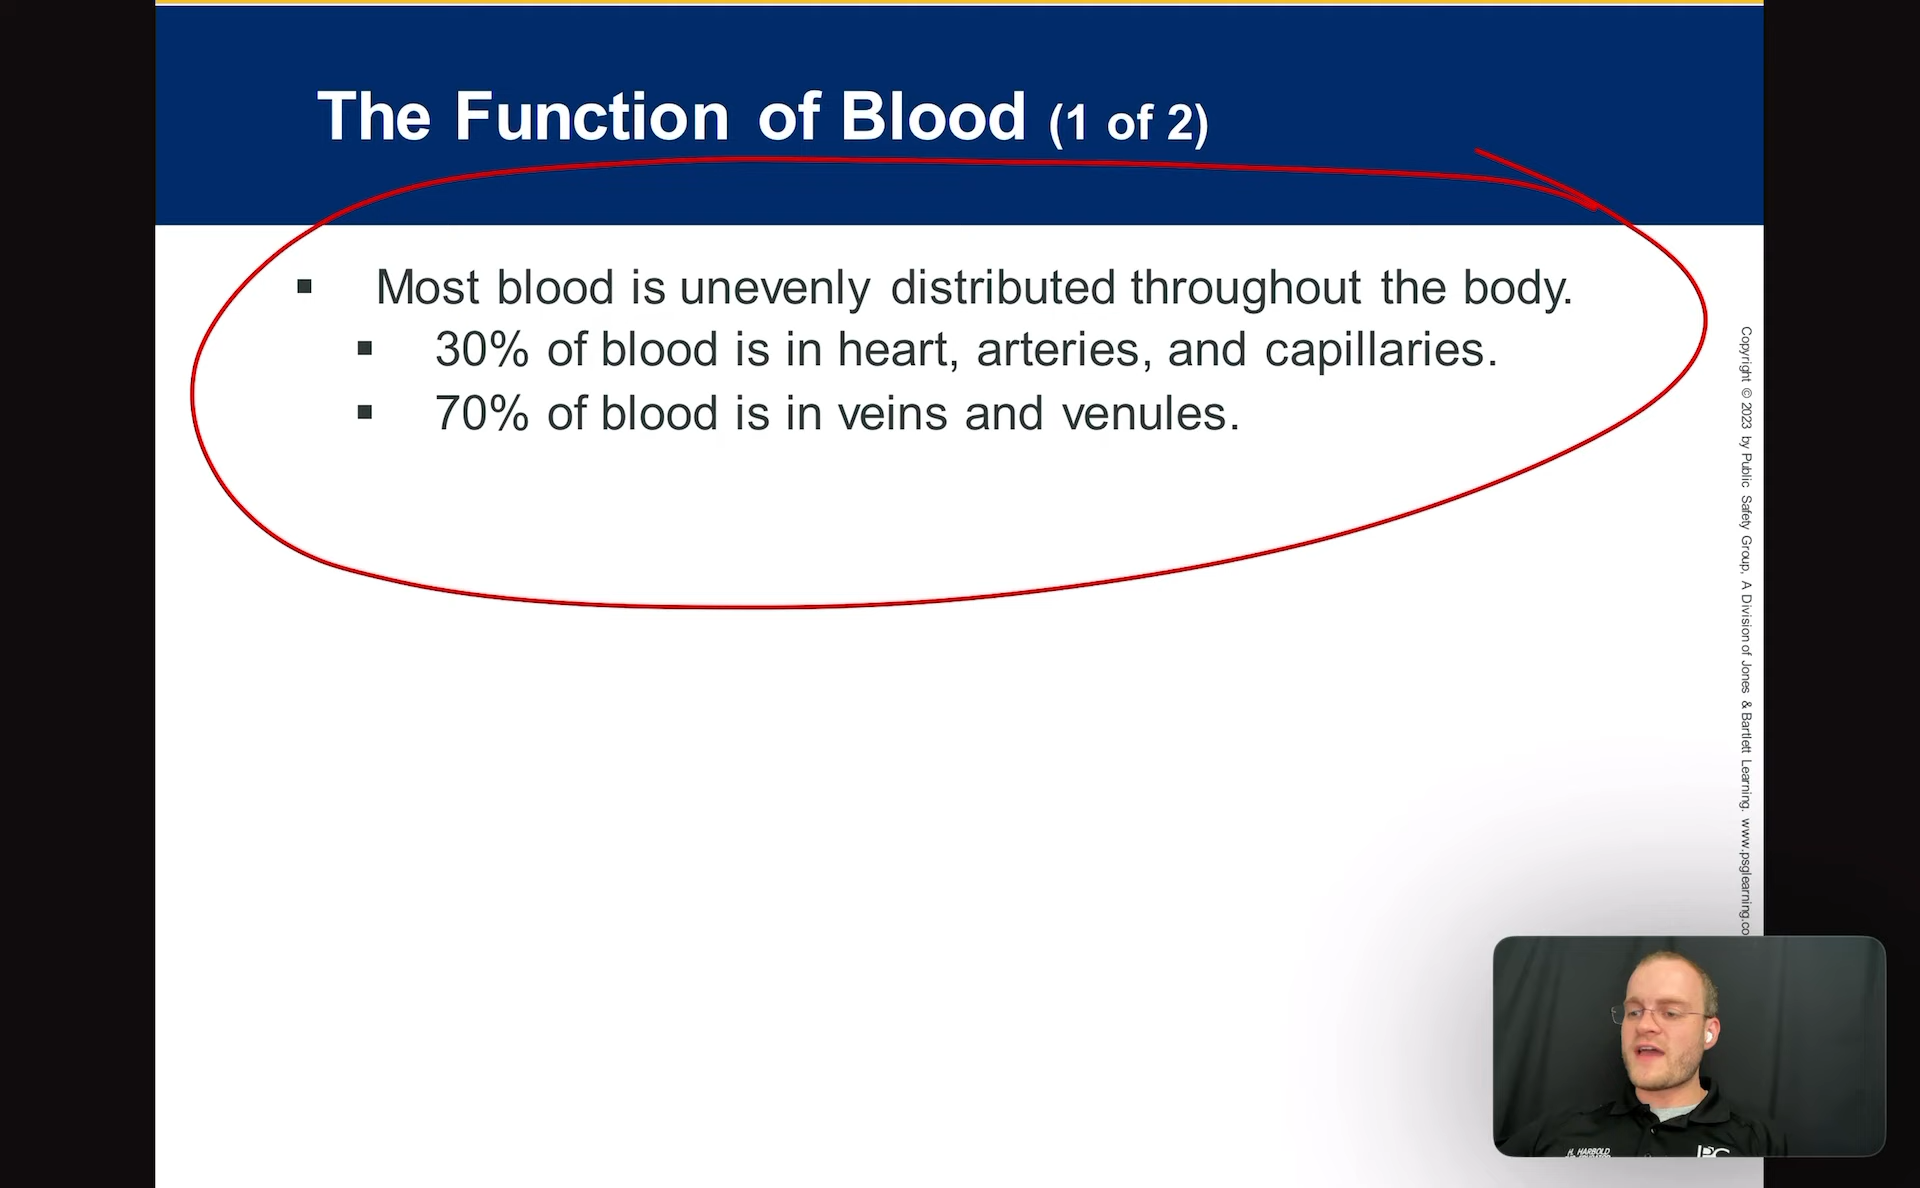 The Function of Blood (1 of 2)
▪ Most blood is unevenly distributed throughout the body.
▪ 30% of blood is in heart, arteries, and capillaries.
▪ 70% of blood is in veins and venules.
Copyright © 2023 by Public Safety Group, A Division of Jones & Bartlett Learning. www.psglearning.co
H. HARBOLD